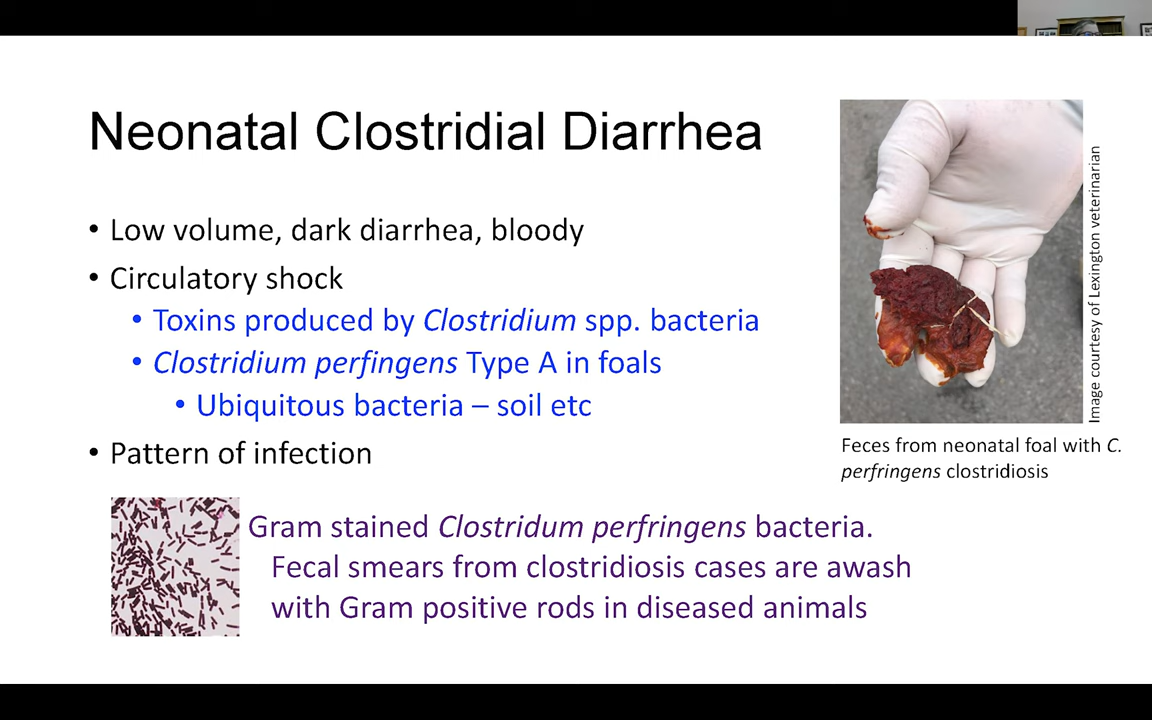 Neonatal Clostridial Diarrhea
• Low volume, dark diarrhea, bloody
• Circulatory shock
• Toxins produced by Clostridium spp. bacteria
• Clostridium perfingens Type A in foals
• Ubiquitous bacteria – soil etc
• Pattern of infection
Gram stained Clostridum perfringens bacteria.
Fecal smears from clostridiosis cases are awash
with Gram positive rods in diseased animals
Image courtesy of Lexington veterinarian
Feces from neonatal foal with C.
perfringens clostridiosis